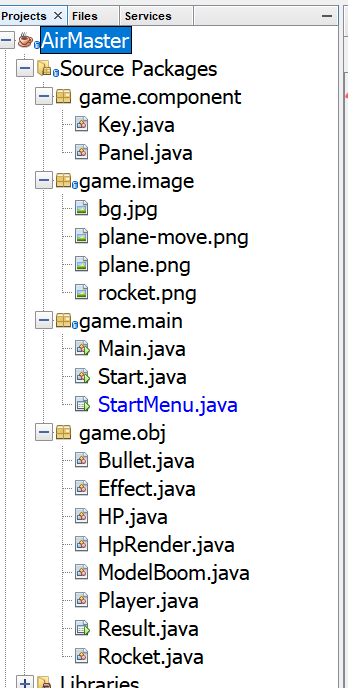 Projects × Files Services
AirMaster
Source Packages
game.component
Key.java
Panel.java
game.image
bg.jpg
plane-move.png
plane.png
rocket.png
game.main
Main.java
Start.java
StartMenu.java
game.obj
Bullet.java
Effect.java
HP.java
HpRender.java
ModelBoom.java
Player.java
Result.java
Rocket.java
Libraries